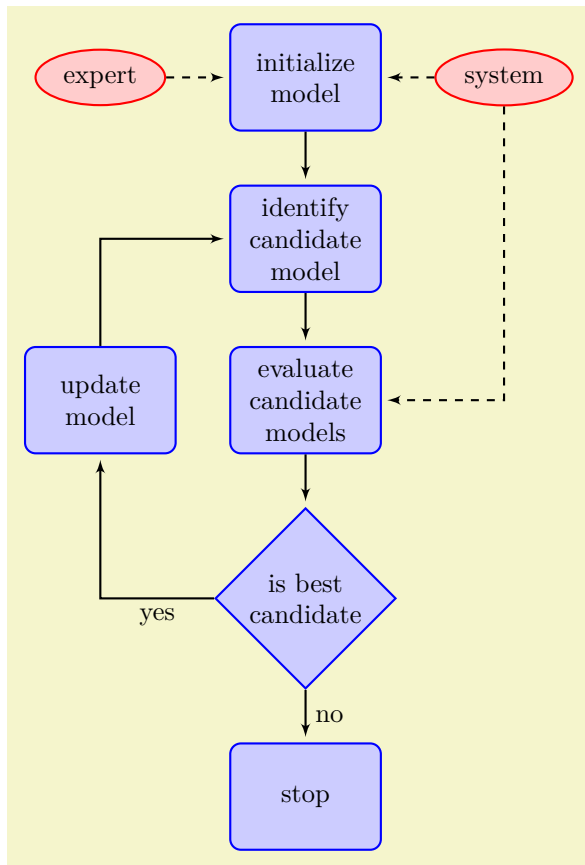 expert
initialize
model
system
identify
candidate
model
update
model
evaluate
candidate
models
is best
candidate
yes
no
stop